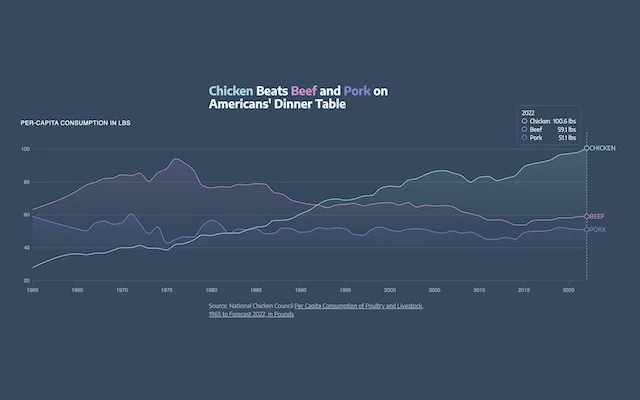 Chicken Beats Beef and Pork on
Americans' Dinner Table
PER-CAPITA CONSUMPTION IN LBS
2022
Chicken 100.6 lbs
Beef 59.1 lbs
Pork 51.1 lbs
100
80
60
40
20
CHICKEN
BEEF
PORK
1960
1965
1970
1975
1980
1985
1990
1995
2000
2005
2010
2015
2020
Source: National Chicken Council Per Capita Consumption of Poultry and Livestock,
1965 to Forecast 2022, in Pounds